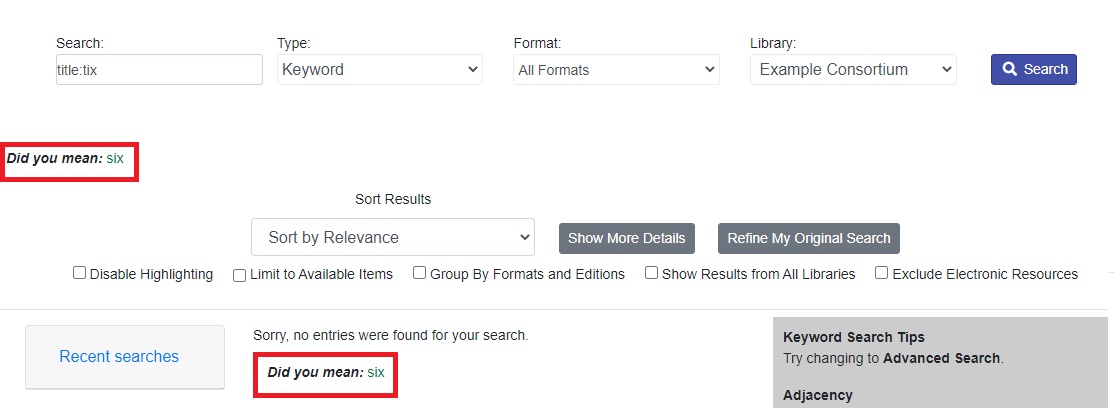 Search: Type: Format: Library:
title:tix Keyword All Formats Example Consortium Search
Did you mean: six
Sort Results
Sort by Relevance Show More Details Refine My Original Search
Disable Highlighting Limit to Available Items Group By Formats and Editions Show Results from All Libraries Exclude Electronic Resources
Recent searches
Sorry, no entries were found for your search.
Did you mean: six
Keyword Search Tips
Try changing to Advanced Search.
Adjacency